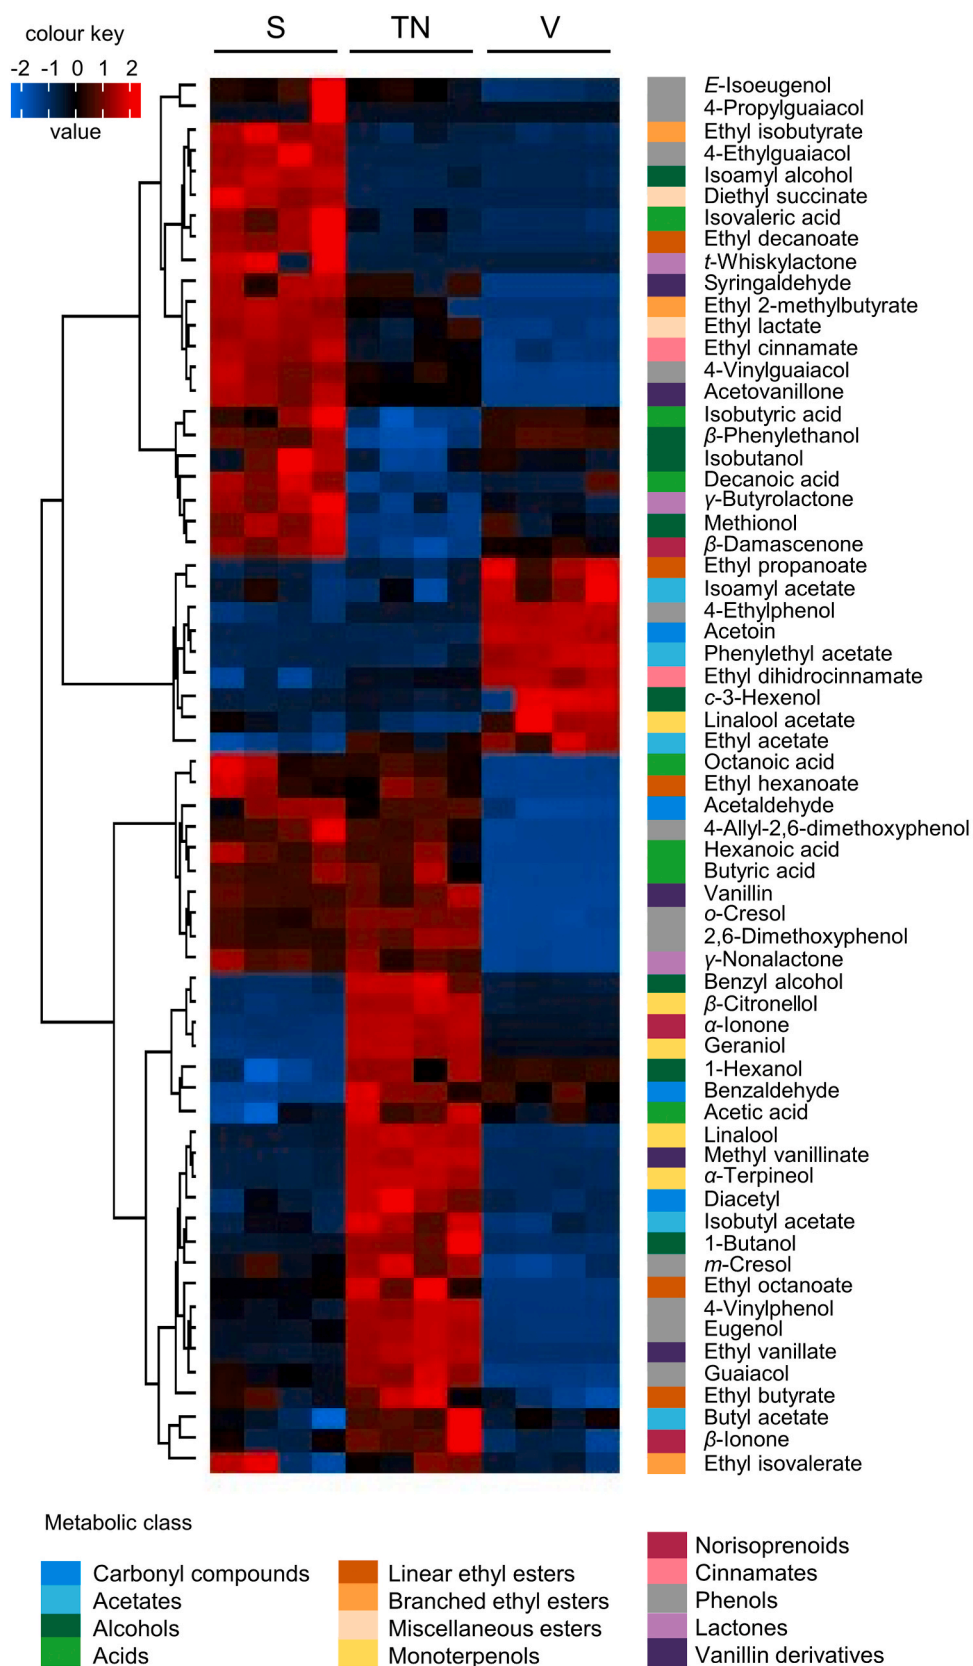 S TN V
colour key
-2 -1 0 1 2
value
E-Isoeugenol
4-Propylguaiacol
Ethyl isobutyrate
4-Ethylguaiacol
Isoamyl alcohol
Diethyl succinate
Isovaleric acid
Ethyl decanoate
t-Whiskylactone
Syringaldehyde
Ethyl 2-methylbutyrate
Ethyl lactate
Ethyl cinnamate
4-Vinylguaiacol
Acetovanillone
Isobutyric acid
β-Phenylethanol
Isobutanol
Decanoic acid
γ-Butyrolactone
Methionol
β-Damascenone
Ethyl propanoate
Isoamyl acetate
4-Ethylphenol
Acetoin
Phenylethyl acetate
Ethyl dihidrocinnamate
c-3-Hexenol
Linalool acetate
Ethyl acetate
Octanoic acid
Ethyl hexanoate
Acetaldehyde
4-Allyl-2,6-dimethoxyphenol
Hexanoic acid
Butyric acid
Vanillin
o-Cresol
2,6-Dimethoxyphenol
γ-Nonalactone
Benzyl alcohol
β-Citronellol
α-Ionone
Geraniol
1-Hexanol
Benzaldehyde
Acetic acid
Linalool
Methyl vanillinate
α-Terpineol
Diacetyl
Isobutyl acetate
1-Butanol
m-Cresol
Ethyl octanoate
4-Vinylphenol
Eugenol
Ethyl vanillate
Guaiacol
Ethyl butyrate
Butyl acetate
β-Ionone
Ethyl isovalerate
Metabolic class
Carbonyl compounds
Acetates
Alcohols
Acids
Linear ethyl esters
Branched ethyl esters
Miscellaneous esters
Monoterpenols
Norisoprenoids
Cinnamates
Phenols
Lactones
Vanillin derivatives